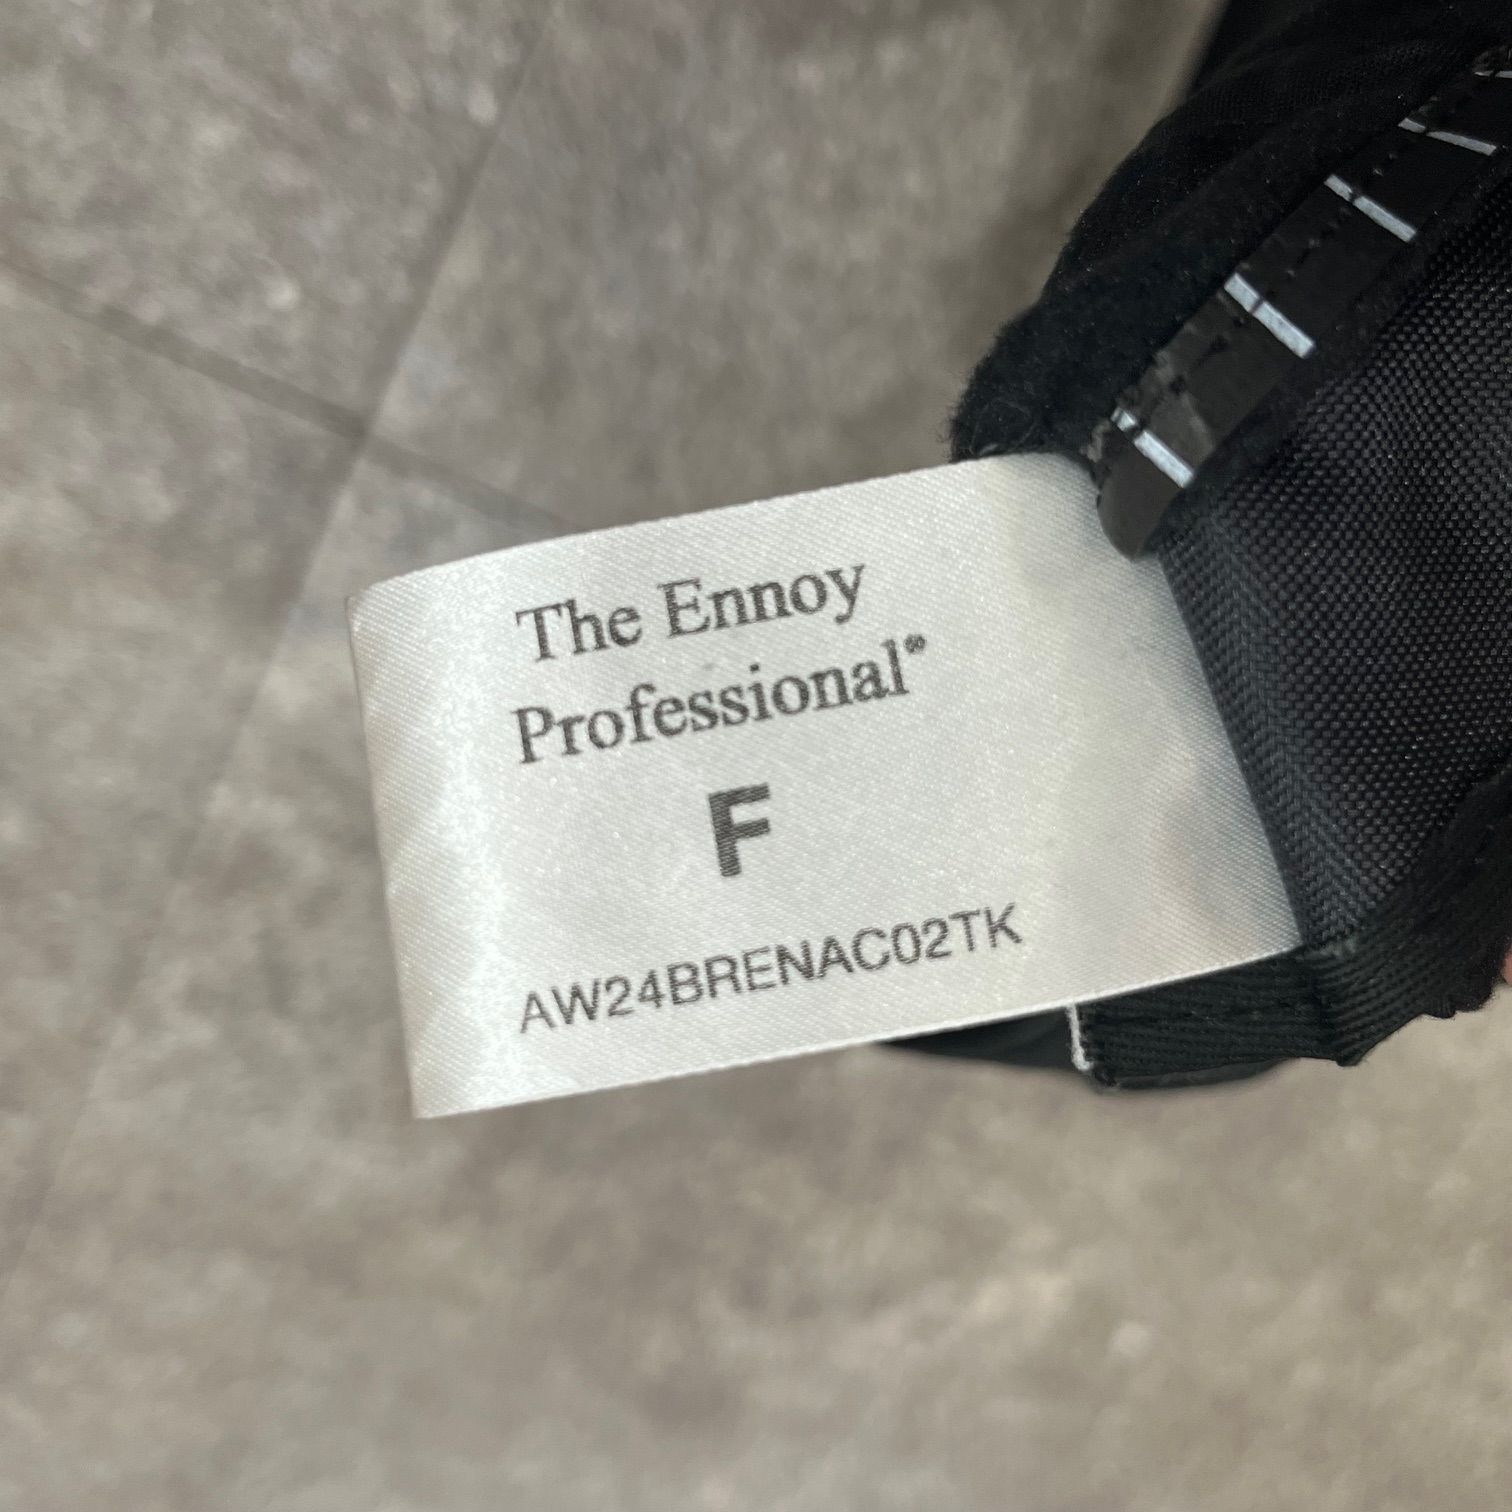 The Ennoy
Professional®
F
AW24BRENAC02TK